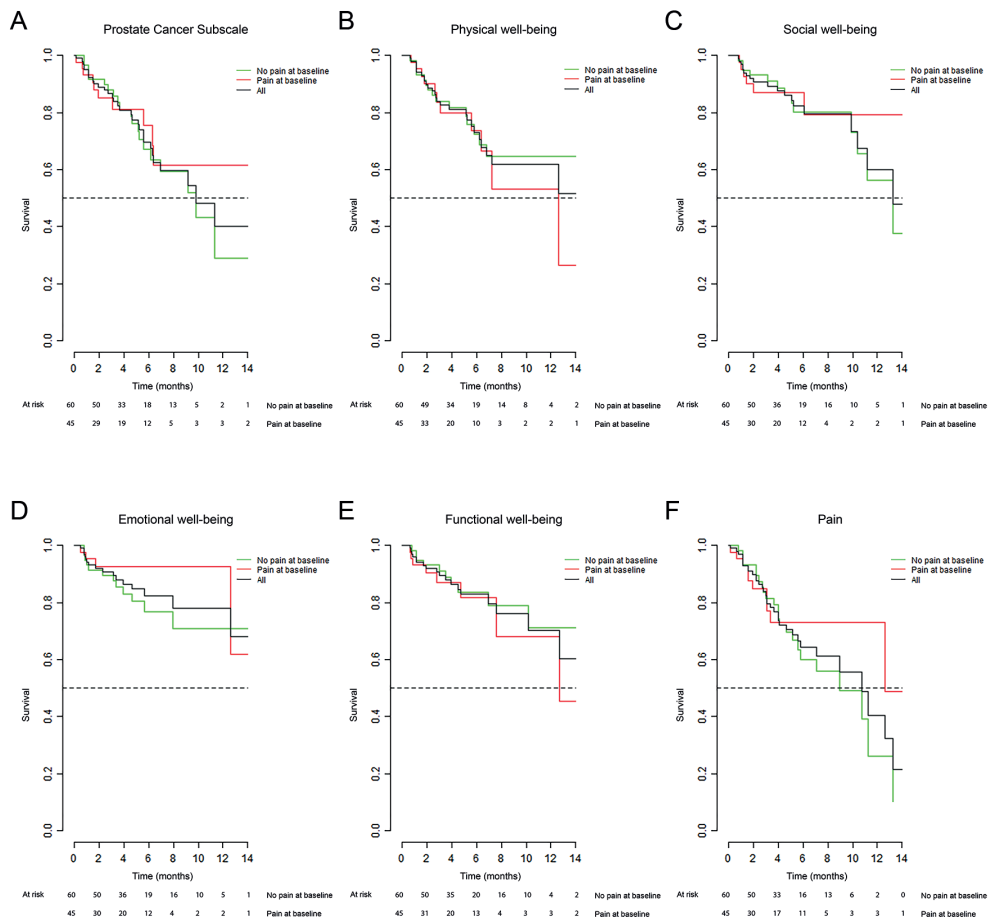 A Prostate Cancer Subscale
No pain at baseline
Pain at baseline
All
Survival
0.0 0.2 0.4 0.6 0.8 1.0
0 2 4 6 8 10 12 14
Time (months)
At risk 60 50 33 18 13 5 2 1 No pain at baseline
45 29 19 12 5 3 3 2 Pain at baseline
B Physical well-being
No pain at baseline
Pain at baseline
All
Survival
0.0 0.2 0.4 0.6 0.8 1.0
0 2 4 6 8 10 12 14
Time (months)
At risk 60 49 34 19 14 8 4 2 No pain at baseline
45 33 20 10 3 2 2 1 Pain at baseline
C Social well-being
No pain at baseline
Pain at baseline
All
Survival
0.0 0.2 0.4 0.6 0.8 1.0
0 2 4 6 8 10 12 14
Time (months)
At risk 60 50 36 19 16 10 5 1 No pain at baseline
45 30 20 12 4 2 2 1 Pain at baseline
D Emotional well-being
No pain at baseline
Pain at baseline
All
Survival
0.0 0.2 0.4 0.6 0.8 1.0
0 2 4 6 8 10 12 14
Time (months)
At risk 60 50 36 19 16 10 5 1 No pain at baseline
45 30 20 12 4 2 2 1 Pain at baseline
E Functional well-being
No pain at baseline
Pain at baseline
All
Survival
0.0 0.2 0.4 0.6 0.8 1.0
0 2 4 6 8 10 12 14
Time (months)
At risk 60 50 35 20 16 10 4 2 No pain at baseline
45 31 20 13 4 3 3 2 Pain at baseline
F Pain
No pain at baseline
Pain at baseline
All
Survival
0.0 0.2 0.4 0.6 0.8 1.0
0 2 4 6 8 10 12 14
Time (months)
At risk 60 50 33 16 13 6 2 0 No pain at baseline
45 30 17 11 5 3 3 1 Pain at baseline